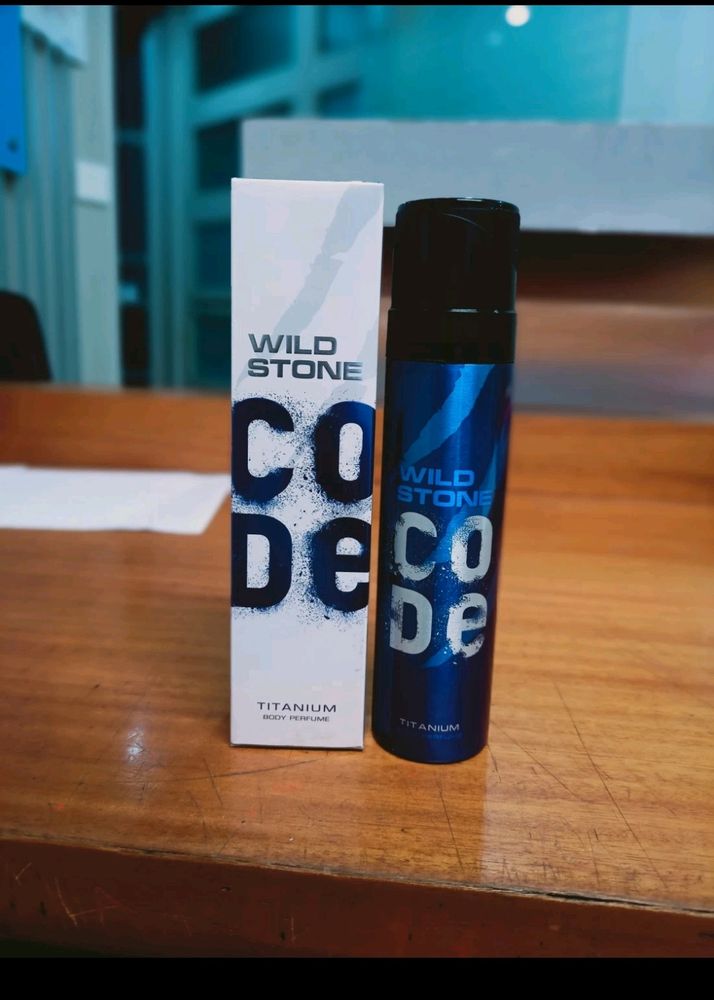 WILD
STONE
CO
De
TITANIUM
BODY PERFUME
WILD
STONE
CO
De
TITANIUM